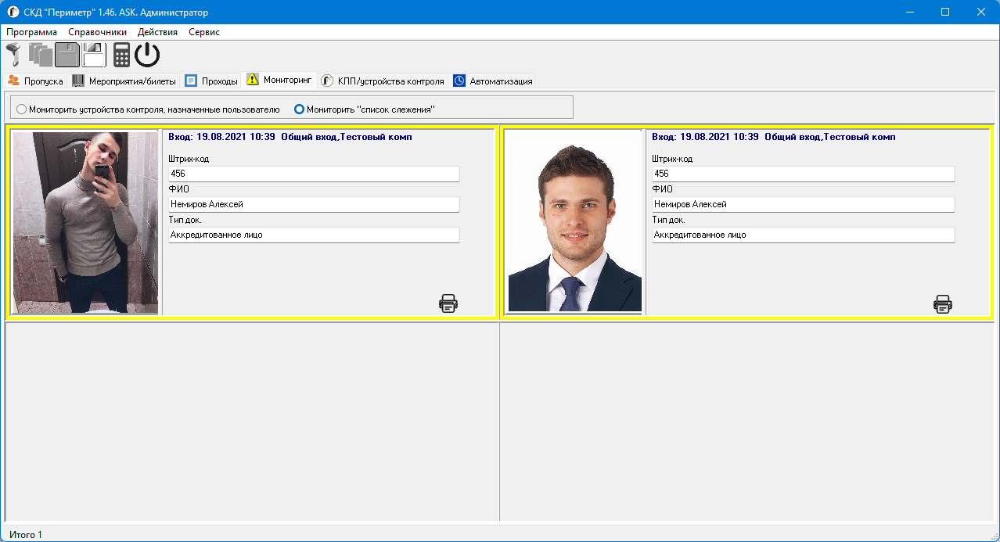 СКД "Периметр" 1.46. ASK. Администратор
Программа Справочники Действия Сервис
Пропуска Мероприятия/билеты Проходы Мониторинг КПП/устройства контроля Автоматизация
Мониторить устройства контроля, назначенные пользователю Мониторить "список слежения"
Вход: 19.08.2021 10:39 Общий вход,Тестовый комп
Штрих-код
456
ФИО
Немиров Алексей
Тип док.
Аккредитованное лицо
Вход: 19.08.2021 10:39 Общий вход,Тестовый комп
Штрих-код
456
ФИО
Немиров Алексей
Тип док.
Аккредитованное лицо
Итого 1